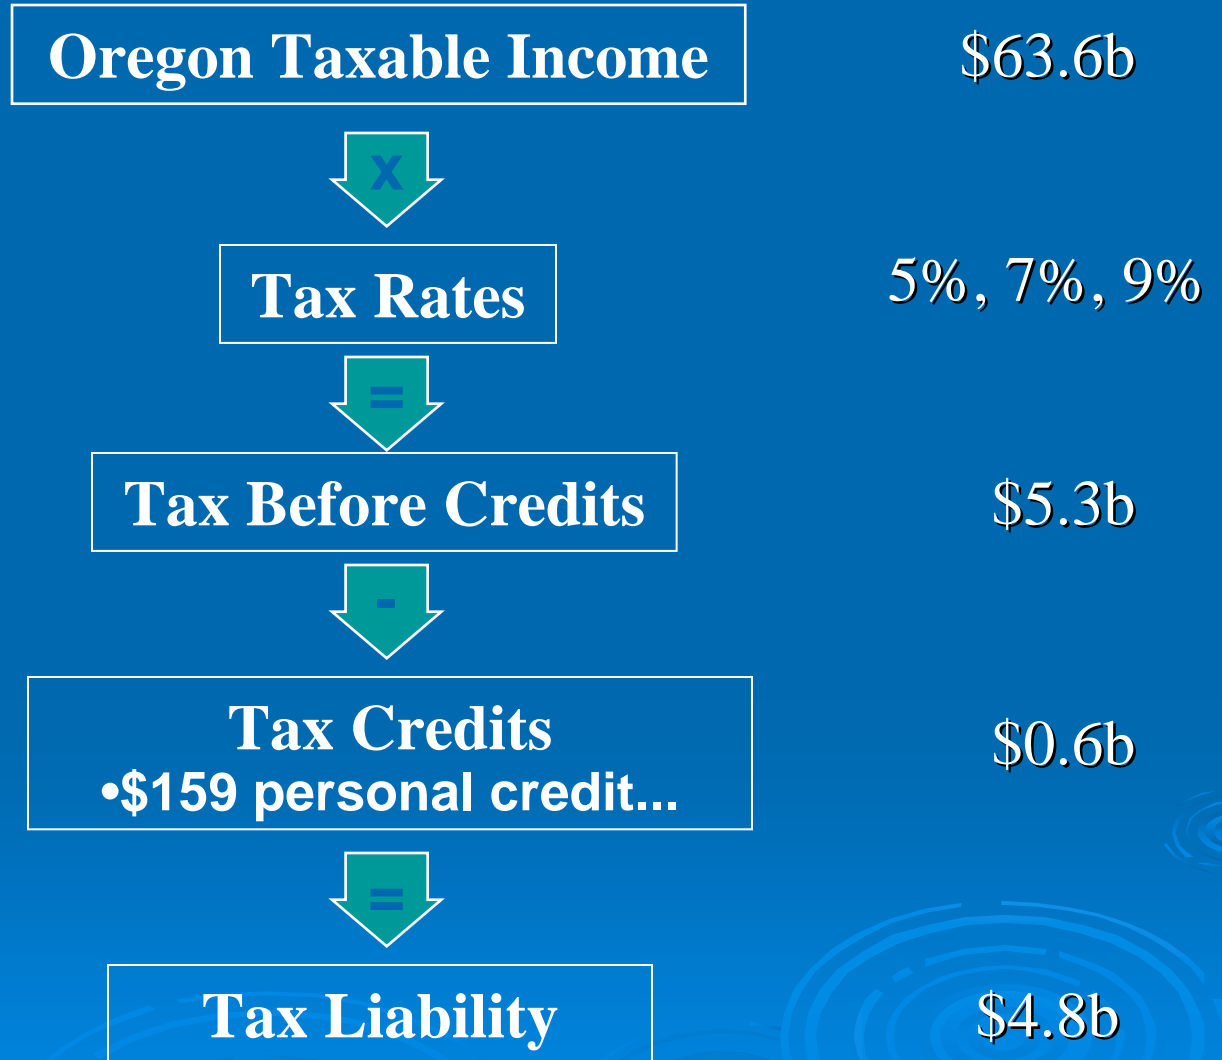 Oregon Taxable Income $63.6b
x
Tax Rates 5%, 7%, 9%
=
Tax Before Credits $5.3b
-
Tax Credits $0.6b
•$159 personal credit...
=
Tax Liability $4.8b